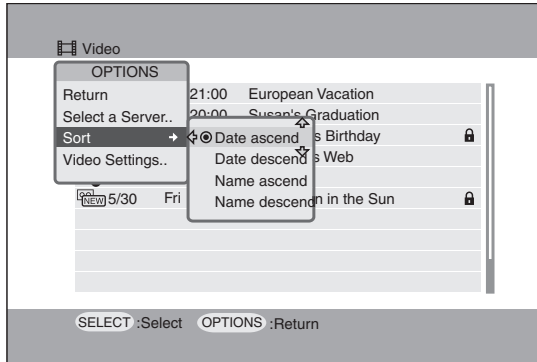 Video
OPTIONS
Return
Select a Server..
Sort
Video Settings..
21:00 European Vacation
20:00 Susan's Graduation
Date ascend
Date descend
Name ascend
Name descend
s Birthday
s Web
NEW 5/30 Fri
n in the Sun
SELECT :Select OPTIONS :Return